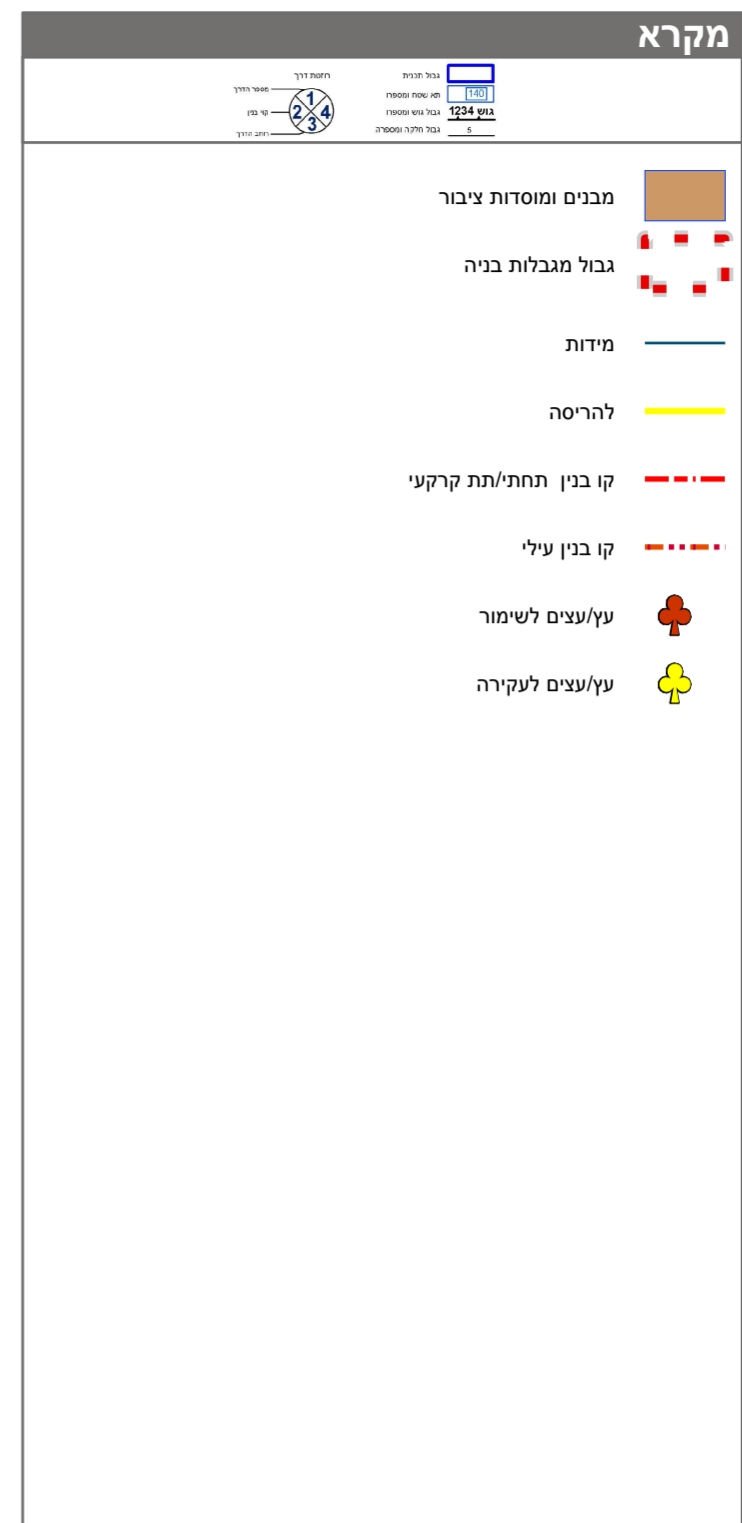 מקרא
גבול תכנית
תא שטח ומספרו 140
גבול גוש ומספרו גוש 1234
גבול חלקה ומספרה 5
רוזטת דרך
מספר הדרך
קוי בנין
רוחב הדרך
1
2 4
3
מבנים ומוסדות ציבור
גבול מגבלות בניה
מידות
להריסה
קו בנין תחתי/תת קרקעי
קו בנין עילי
עץ/עצים לשימור
עץ/עצים לעקירה